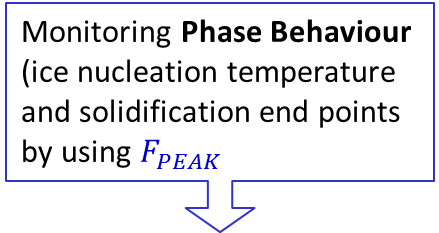 Monitoring Phase Behaviour
(ice nucleation temperature
and solidification end points
by using F_PEAK